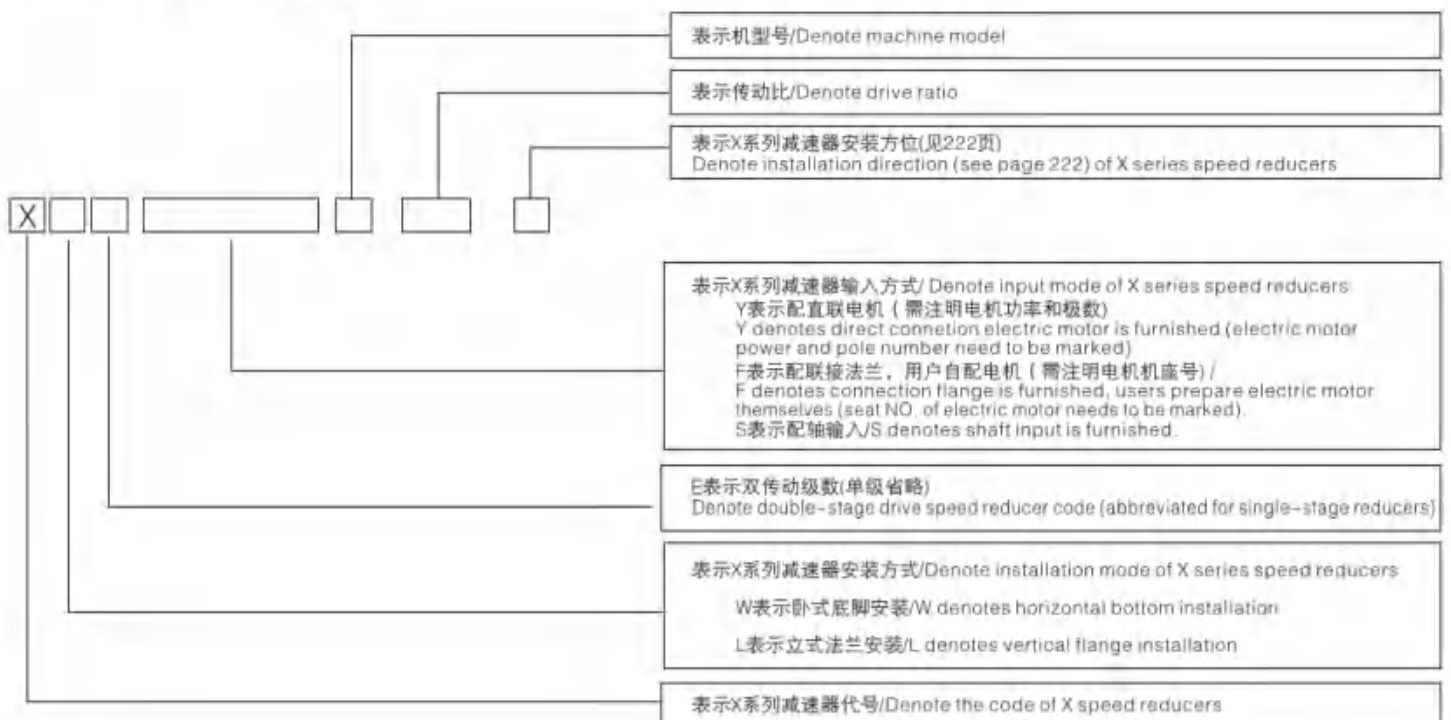 表示机型号/Denote machine model
表示传动比/Denote drive ratio
表示X系列减速器安装方位(见222页)
Denote installation direction (see page 222) of X series speed reducers
X
表示X系列减速器输入方式/ Denote input mode of X series speed reducers
Y表示配直联电机（需注明电机功率和极数)
Y denotes direct connetion electric motor is furnished (electric motor
power and pole number need to be marked)
F表示配联接法兰，用户自配电机（需注明电机机座号)/
F denotes connection flange is furnished, users prepare electric motor
themselves (seat NO. of electric motor needs to be marked).
S表示配轴输入/S denotes shaft input is furnished.
E表示双传动级数(单级省略)
Denote double-stage drive speed reducer code (abbreviated for single-stage reducers)
表示X系列减速器安装方式/Denote installation mode of X series speed reducers
W表示卧式底脚安装/W denotes horizontal bottom installation
L表示立式法兰安装/L denotes vertical flange installation
表示X系列减速器代号/Denote the code of X speed reducers